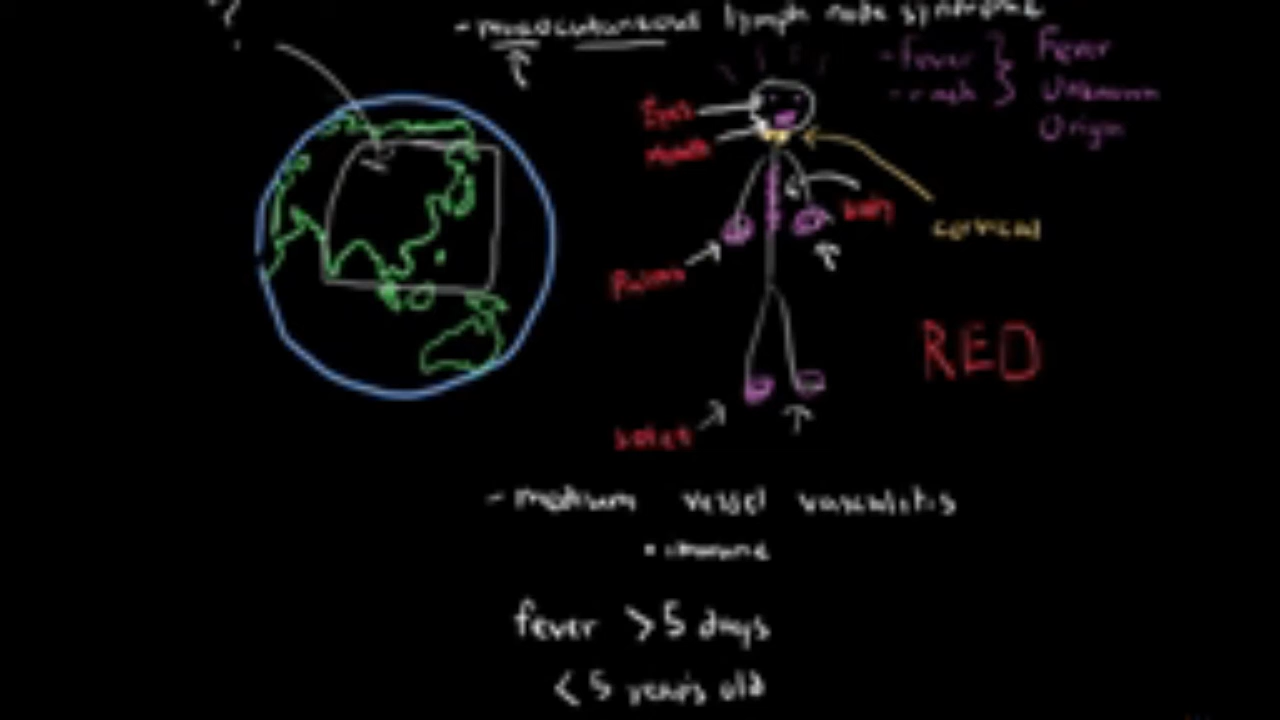 - mucocutaneous lymph node syndrome
- fever } Fever
- rash } Unknown
Origin
Eyes
Mouth
cervical
Palms
RED
soles
- medium vessel vasculitis
• immune
fever > 5 days
< 5 years old